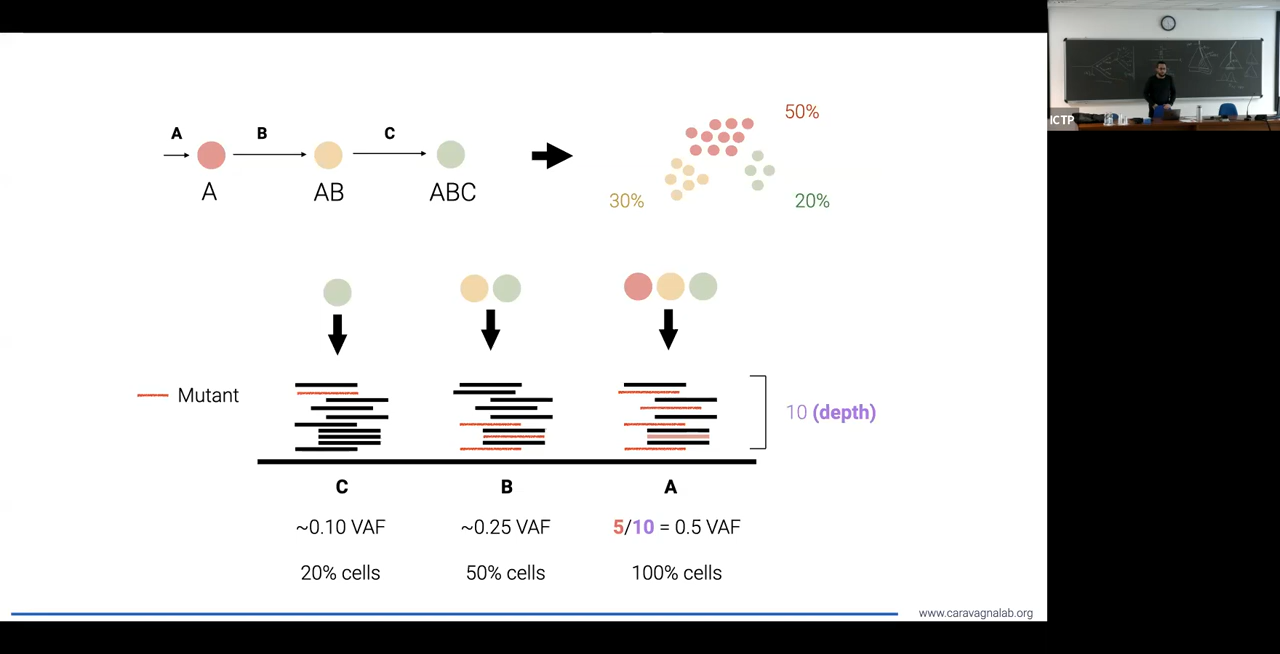 A B C
A AB ABC
50%
30% 20%
Mutant
10 (depth)
C B A
~0.10 VAF ~0.25 VAF 5/10 = 0.5 VAF
20% cells 50% cells 100% cells
www.caravagnalab.org
ICTP